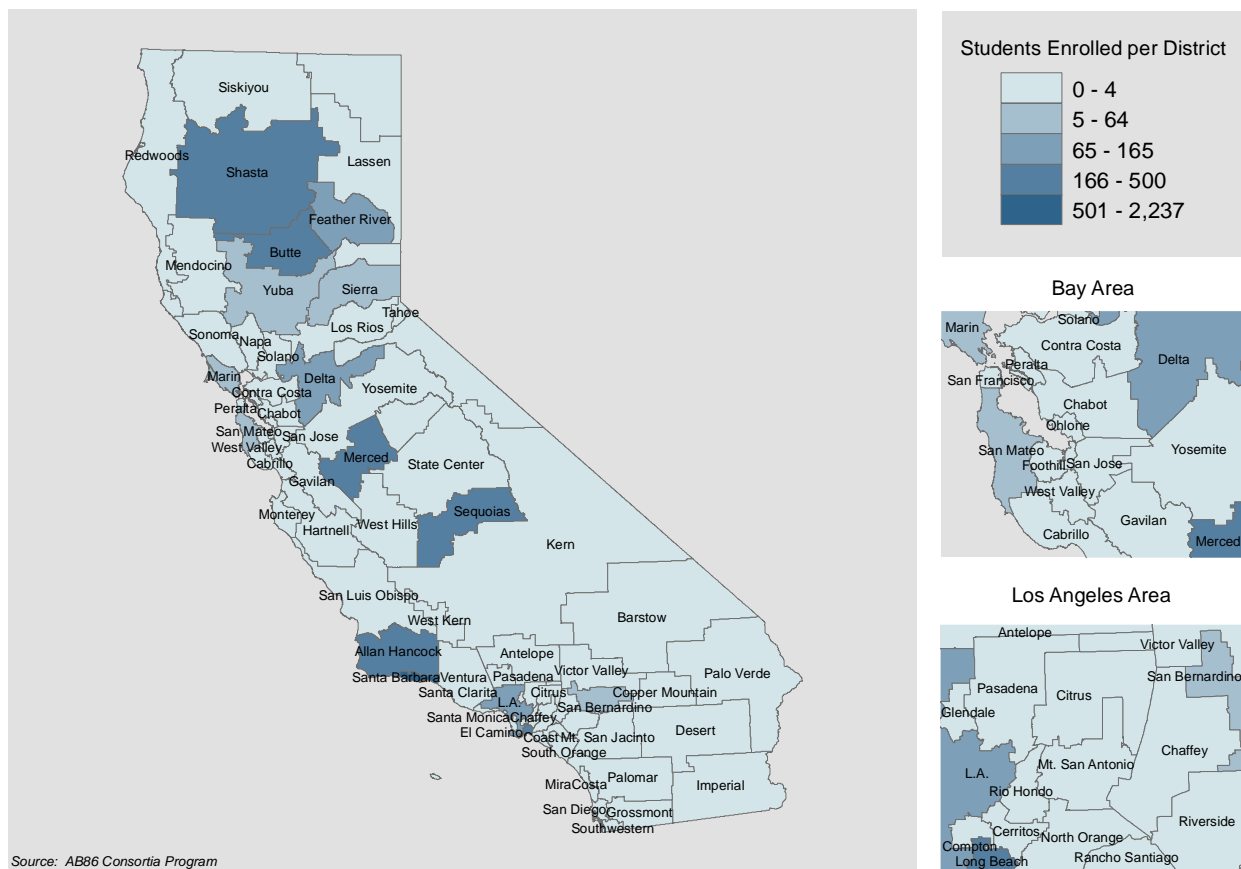 Siskiyou
Redwoods
Shasta
Lassen
Feather River
Butte
Mendocino
Yuba
Sierra
Tahoe
Los Rios
Sonoma
Napa
Solano
Marin
Delta
Yosemite
Contra Costa
Peralta
Chabot
San Mateo
San Jose
West Valley
Merced
Cabrillo
State Center
Gavilan
Monterey
Sequoias
Hartnell
West Hills
Kern
San Luis Obispo
West Kern
Barstow
Allan Hancock
Antelope
Victor Valley
Palo Verde
Santa Barbara
Ventura
Pasadena
Santa Clarita
Citrus
Copper Mountain
L.A.
San Bernardino
Santa Monica
Chaffey
El Camino
Coast
Mt. San Jacinto
Desert
South Orange
MiraCosta
Palomar
Imperial
San Diego
Grossmont
Southwestern
Source: AB86 Consortia Program
Students Enrolled per District
0 - 4
5 - 64
65 - 165
166 - 500
501 - 2,237
Bay Area
Marin
Solano
Contra Costa
Delta
Peralta
San Francisco
Chabot
Ohlone
San Mateo
Yosemite
Foothill
San Jose
West Valley
Gavilan
Cabrillo
Merced
Los Angeles Area
Antelope
Victor Valley
San Bernardino
Pasadena
Citrus
Glendale
Chaffey
L.A.
Mt. San Antonio
Rio Hondo
Riverside
Cerritos
North Orange
Compton
Long Beach
Rancho Santiago